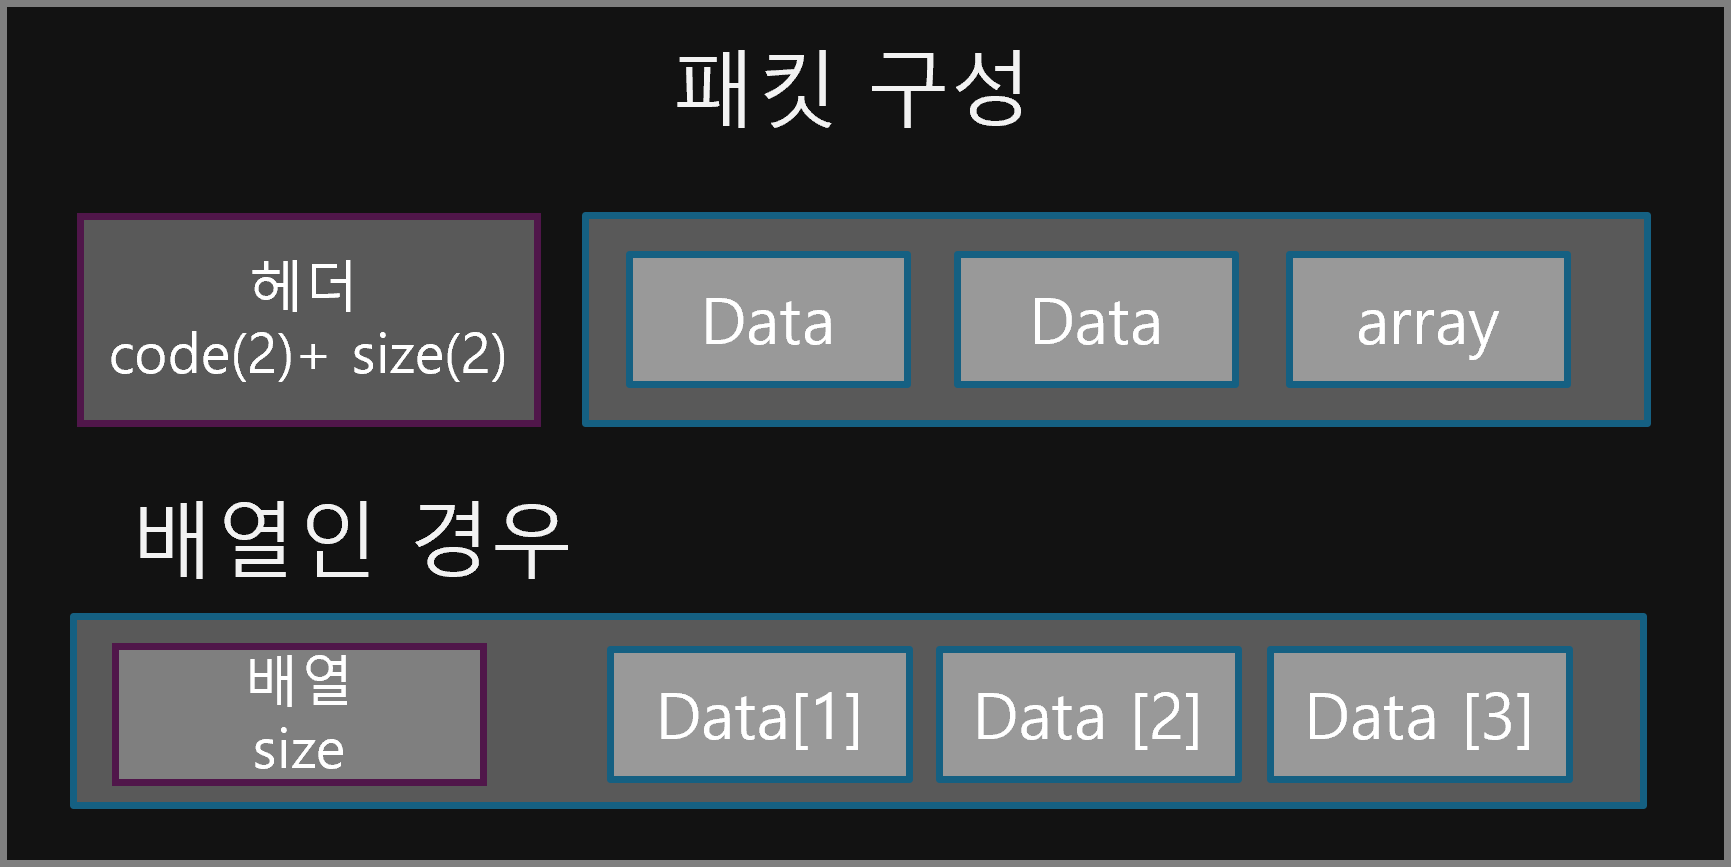 패킷 구성
헤더
code(2)+ size(2)
Data
Data
array
배열인 경우
배열
size
Data[1]
Data [2]
Data [3]